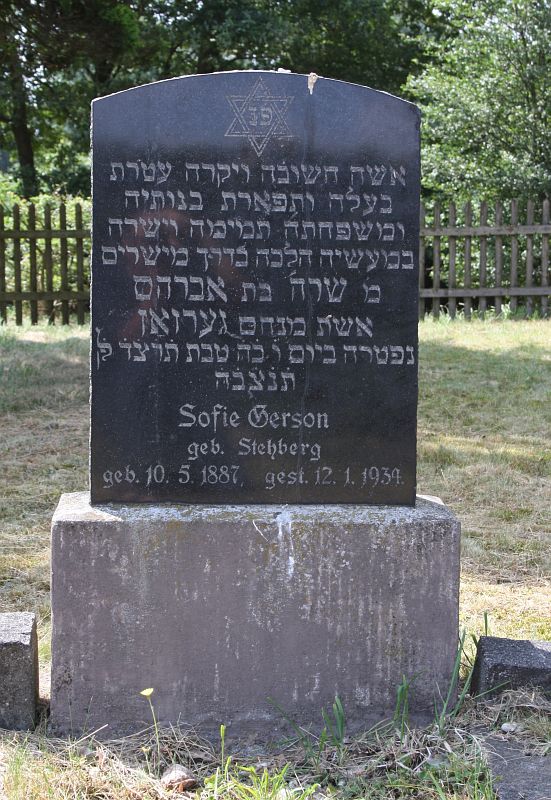 פנ
אשה חשובה ויקרה עטרת
בעלה ותפארת בנותיה
ומשפחתה תמימה וישרה
במעשיה הלכה בדרך מישרים
מ שרה בת אברהם
אשת מנחם גערזאן
נפטרה ביום ו כה טבת תרצד לן
תנצבה
Sofie Gerson
geb. Stehberg
geb. 10. 5. 1887, gest. 12. 1. 1934.